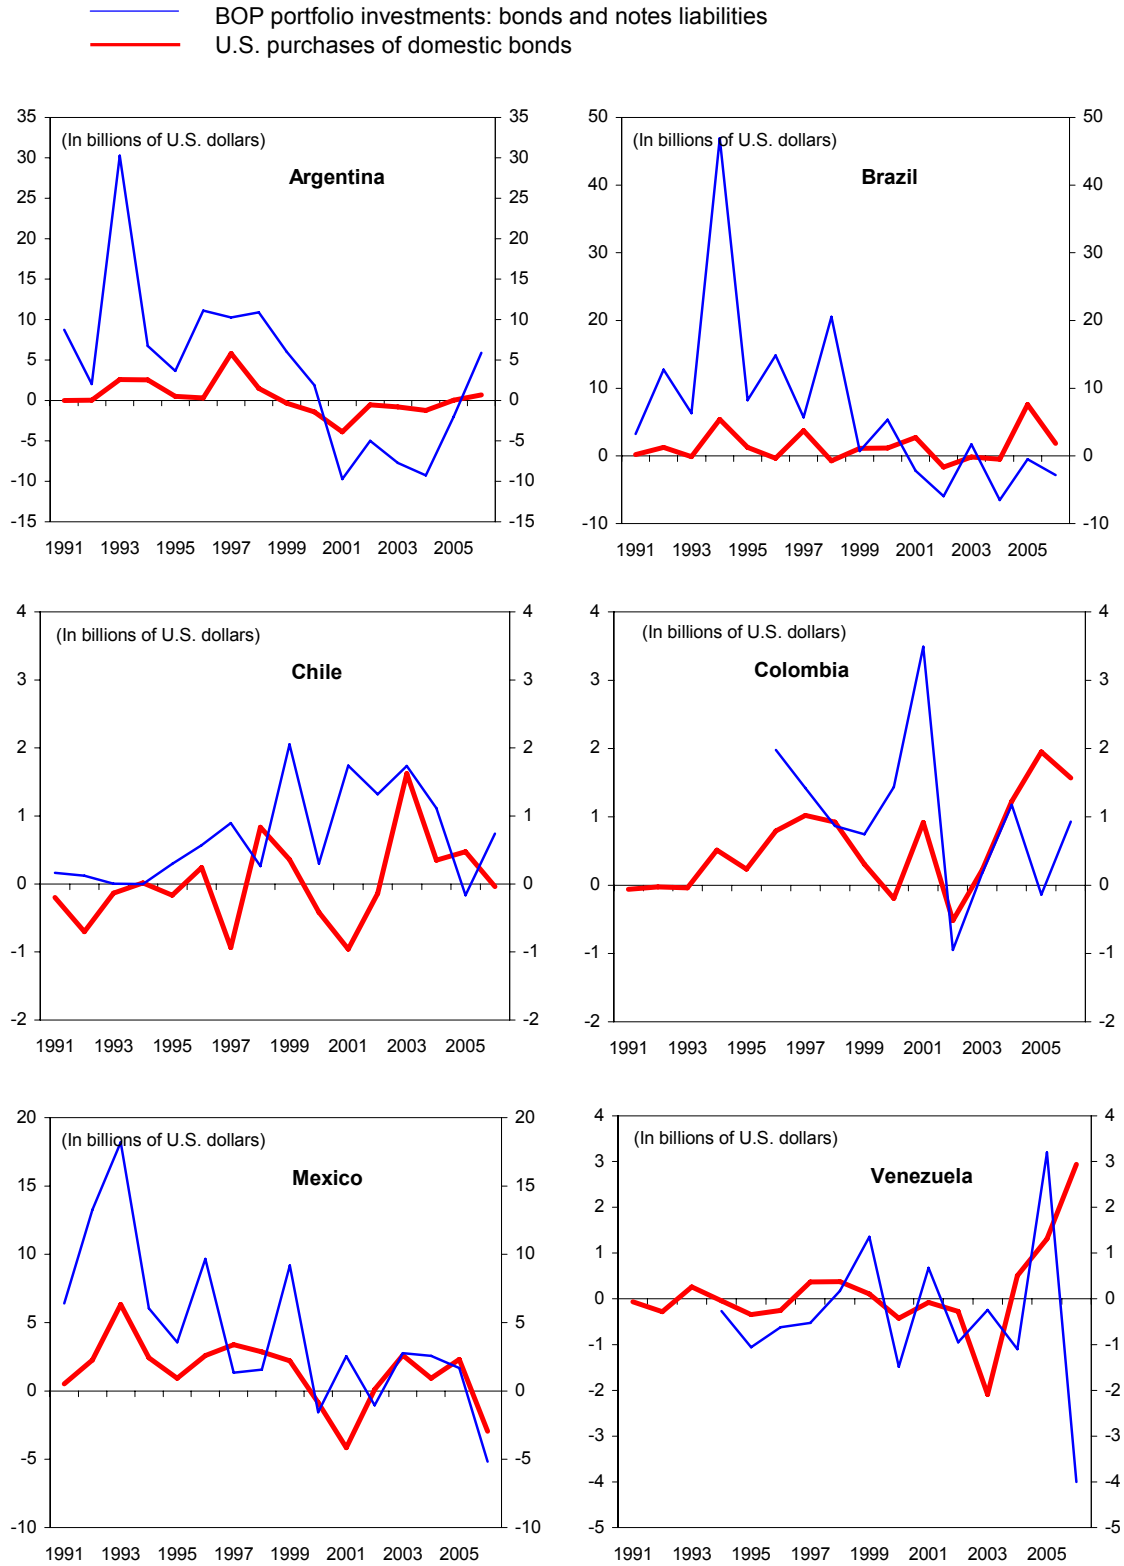 BOP portfolio investments: bonds and notes liabilities
U.S. purchases of domestic bonds
35 35 50 50
(In billions of U.S. dollars) (In billions of U.S. dollars)
30 30
Argentina Brazil
40 40
25 25
20 20 30 30
15 15
20 20
10 10
5 5 10 10
0 0
0 0
-5 -5
-10 -10
-15 -15 -10 -10
1991 1993 1995 1997 1999 2001 2003 2005 1991 1993 1995 1997 1999 2001 2003 2005
4 4 4 4
(In billions of U.S. dollars) (In billions of U.S. dollars)
Chile Colombia
3 3 3 3
2 2 2 2
1 1 1 1
0 0 0 0
-1 -1 -1 -1
-2 -2 -2 -2
1991 1993 1995 1997 1999 2001 2003 2005 1991 1993 1995 1997 1999 2001 2003 2005
20 20 4 4
(In billions of U.S. dollars) (In billions of U.S. dollars)
3 3
Mexico Venezuela
15 15
2 2
10 10
1 1
5 5 0 0
-1 -1
0 0
-2 -2
-3 -3
-5 -5
-4 -4
-10 -10 -5 -5
1991 1993 1995 1997 1999 2001 2003 2005 1991 1993 1995 1997 1999 2001 2003 2005